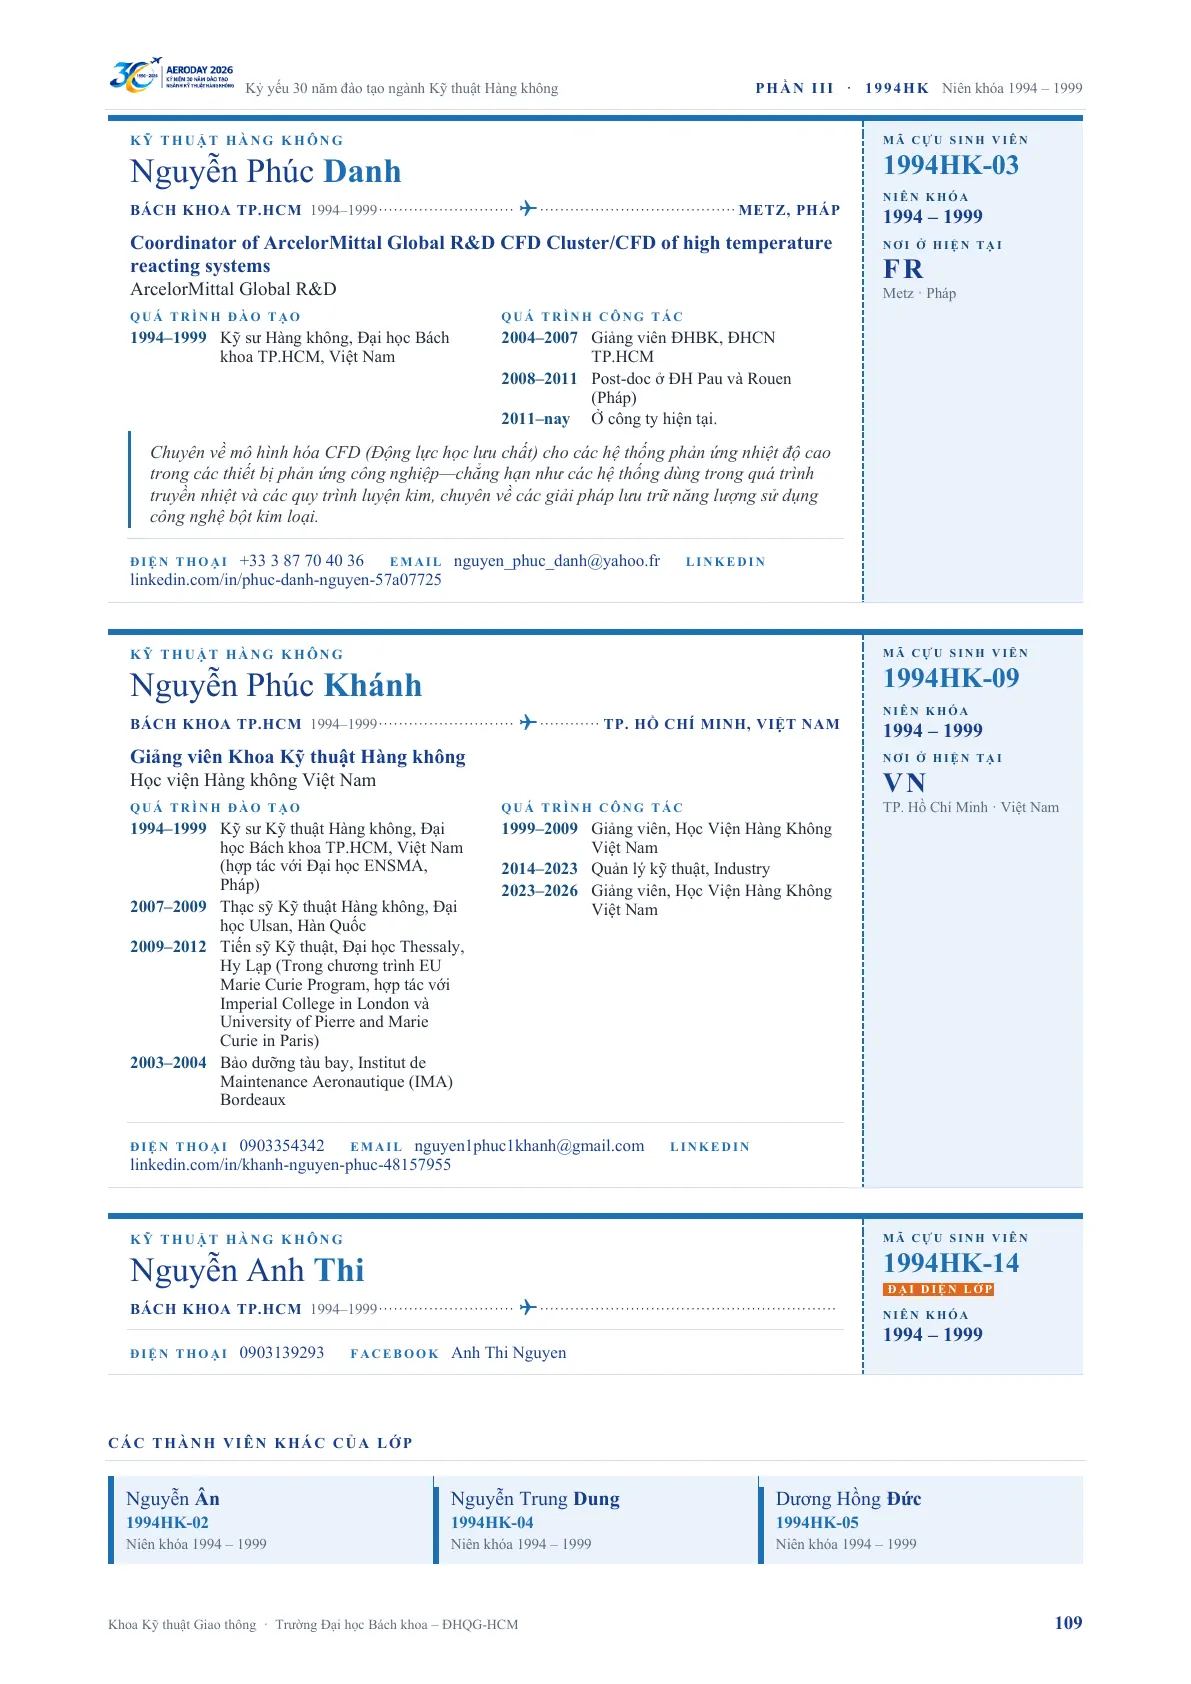 AERODAY 2026
KỶ NIỆM 30 NĂM ĐÀO TẠO
NGÀNH KỸ THUẬT HÀNG KHÔNG
1996 - 2026
Kỷ yếu 30 năm đào tạo ngành Kỹ thuật Hàng không
PHẦN III · 1994HK Niên khóa 1994 – 1999
KỸ THUẬT HÀNG KHÔNG
Nguyễn Phúc Danh
BÁCH KHOA TP.HCM 1994–1999 METZ, PHÁP
Coordinator of ArcelorMittal Global R&D CFD Cluster/CFD of high temperature
reacting systems
ArcelorMittal Global R&D
QUÁ TRÌNH ĐÀO TẠO
1994–1999 Kỹ sư Hàng không, Đại học Bách
khoa TP.HCM, Việt Nam
QUÁ TRÌNH CÔNG TÁC
2004–2007 Giảng viên ĐHBK, ĐHCN
TP.HCM
2008–2011 Post-doc ở ĐH Pau và Rouen
(Pháp)
2011–nay Ở công ty hiện tại.
Chuyên về mô hình hóa CFD (Động lực học lưu chất) cho các hệ thống phản ứng nhiệt độ cao
trong các thiết bị phản ứng công nghiệp—chẳng hạn như các hệ thống dùng trong quá trình
truyền nhiệt và các quy trình luyện kim, chuyên về các giải pháp lưu trữ năng lượng sử dụng
công nghệ bột kim loại.
ĐIỆN THOẠI +33 3 87 70 40 36 EMAIL nguyen_phuc_danh@yahoo.fr LINKEDIN
linkedin.com/in/phuc-danh-nguyen-57a07725
MÃ CỰU SINH VIÊN
1994HK-03
NIÊN KHÓA
1994 – 1999
NƠI Ở HIỆN TẠI
FR
Metz · Pháp
KỸ THUẬT HÀNG KHÔNG
Nguyễn Phúc Khánh
BÁCH KHOA TP.HCM 1994–1999 TP. HỒ CHÍ MINH, VIỆT NAM
Giảng viên Khoa Kỹ thuật Hàng không
Học viện Hàng không Việt Nam
QUÁ TRÌNH ĐÀO TẠO
1994–1999 Kỹ sư Kỹ thuật Hàng không, Đại
học Bách khoa TP.HCM, Việt Nam
(hợp tác với Đại học ENSMA,
Pháp)
2007–2009 Thạc sỹ Kỹ thuật Hàng không, Đại
học Ulsan, Hàn Quốc
2009–2012 Tiến sỹ Kỹ thuật, Đại học Thessaly,
Hy Lạp (Trong chương trình EU
Marie Curie Program, hợp tác với
Imperial College in London và
University of Pierre and Marie
Curie in Paris)
2003–2004 Bảo dưỡng tàu bay, Institut de
Maintenance Aeronautique (IMA)
Bordeaux
QUÁ TRÌNH CÔNG TÁC
1999–2009 Giảng viên, Học Viện Hàng Không
Việt Nam
2014–2023 Quản lý kỹ thuật, Industry
2023–2026 Giảng viên, Học Viện Hàng Không
Việt Nam
ĐIỆN THOẠI 0903354342 EMAIL nguyen1phuc1khanh@gmail.com LINKEDIN
linkedin.com/in/khanh-nguyen-phuc-48157955
MÃ CỰU SINH VIÊN
1994HK-09
NIÊN KHÓA
1994 – 1999
NƠI Ở HIỆN TẠI
VN
TP. Hồ Chí Minh · Việt Nam
KỸ THUẬT HÀNG KHÔNG
Nguyễn Anh Thi
BÁCH KHOA TP.HCM 1994–1999
ĐIỆN THOẠI 0903139293 FACEBOOK Anh Thi Nguyen
MÃ CỰU SINH VIÊN
1994HK-14
ĐẠI DIỆN LỚP
NIÊN KHÓA
1994 – 1999
CÁC THÀNH VIÊN KHÁC CỦA LỚP
Nguyễn Ân
1994HK-02
Niên khóa 1994 – 1999
Nguyễn Trung Dung
1994HK-04
Niên khóa 1994 – 1999
Dương Hồng Đức
1994HK-05
Niên khóa 1994 – 1999
Khoa Kỹ thuật Giao thông · Trường Đại học Bách khoa – ĐHQG-HCM
109